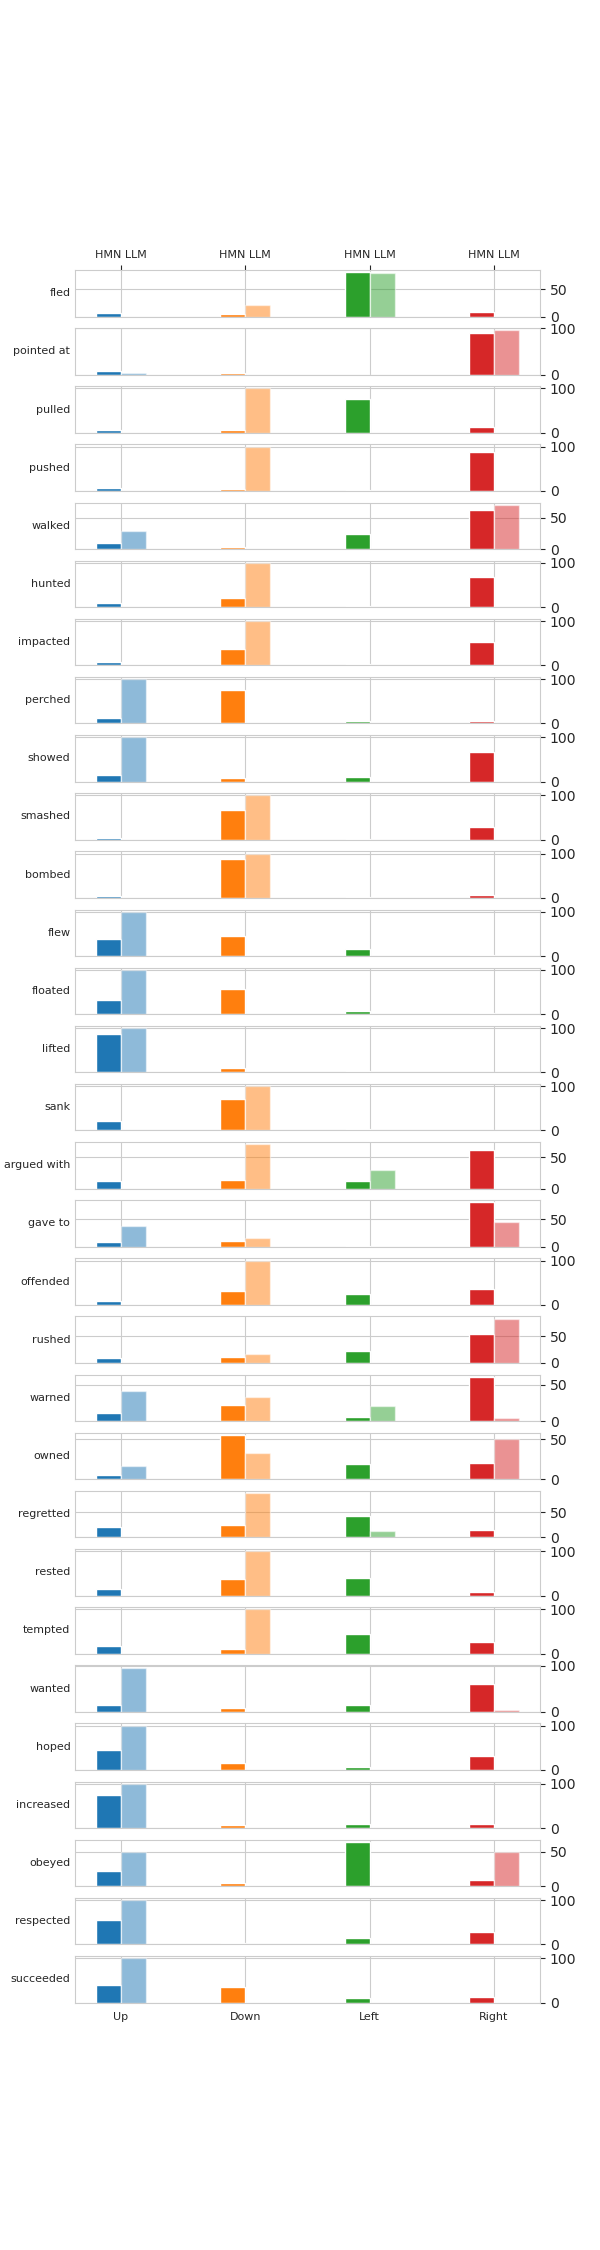 HMN LLM HMN LLM HMN LLM HMN LLM
fled 50 0
pointed at 100 0
pulled 100 0
pushed 100 0
walked 50 0
hunted 100 0
impacted 100 0
perched 100 0
showed 100 0
smashed 100 0
bombed 100 0
flew 100 0
floated 100 0
lifted 100 0
sank 100 0
argued with 50 0
gave to 50 0
offended 100 0
rushed 50 0
warned 50 0
owned 50 0
regretted 50 0
rested 100 0
tempted 100 0
wanted 100 0
hoped 100 0
increased 100 0
obeyed 50 0
respected 100 0
succeeded 100 0
Up Down Left Right